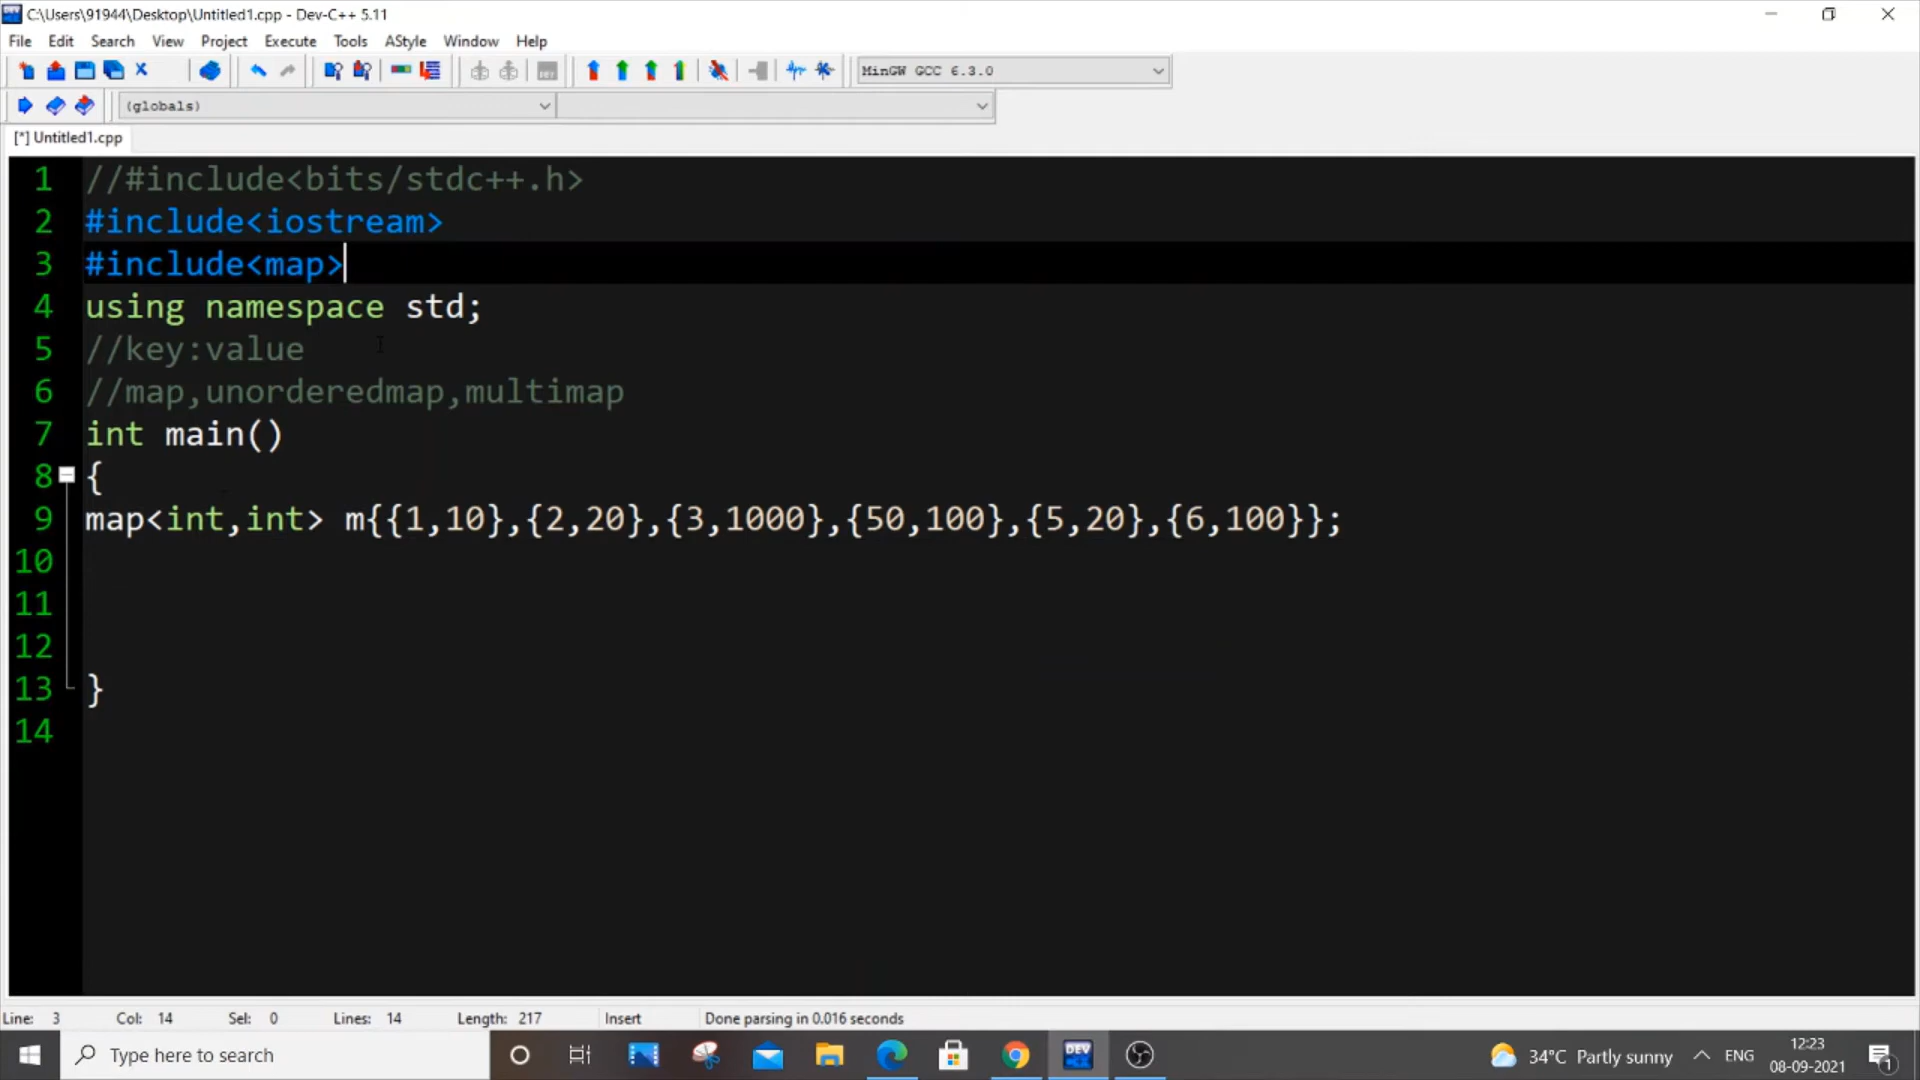 C:\Users\91944\Desktop\Untitled1.cpp - Dev-C++ 5.11
File Edit Search View Project Execute Tools AStyle Window Help
MinGW GCC 6.3.0
(globals)
[*] Untitled1.cpp
1 //#include<bits/stdc++.h>
2 #include<iostream>
3 #include<map>
4 using namespace std;
5 //key:value
6 //map,unorderedmap,multimap
7 int main()
8 {
9 map<int,int> m{{1,10},{2,20},{3,1000},{50,100},{5,20},{6,100}};
10
11
12
13 }
14
Line: 3 Col: 14 Sel: 0 Lines: 14 Length: 217 Insert Done parsing in 0.016 seconds
Type here to search DEV 34°C Partly sunny ENG 12:23
08-09-2021 1